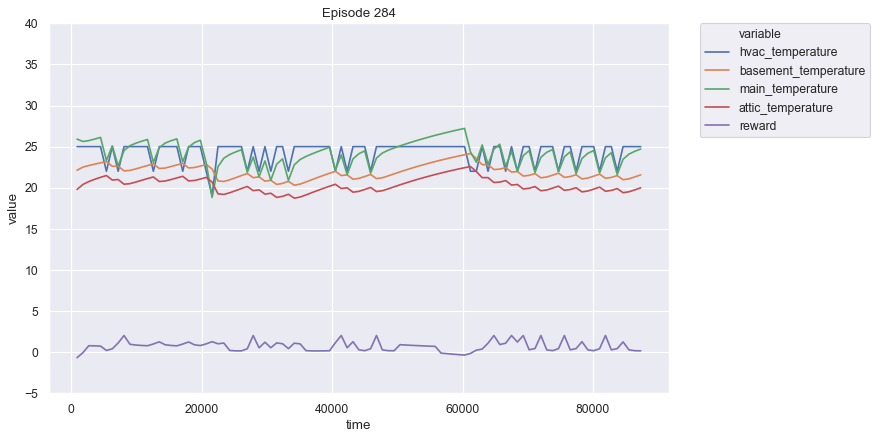 Episode 284
40
35
30
25
20
15
10
5
0
−5
value
0
20000
40000
60000
80000
time
variable
hvac_temperature
basement_temperature
main_temperature
attic_temperature
reward